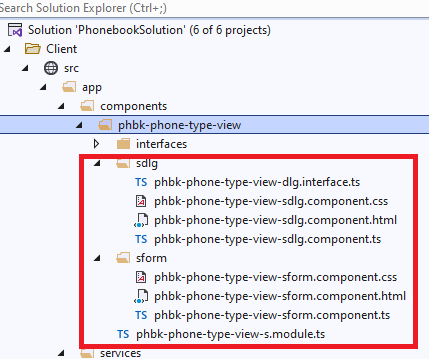 Search Solution Explorer (Ctrl+;)
Solution 'PhonebookSolution' (6 of 6 projects)
Client
src
app
components
phbk-phone-type-view
interfaces
sdlg
TS phbk-phone-type-view-dlg.interface.ts
phbk-phone-type-view-sdlg.component.css
phbk-phone-type-view-sdlg.component.html
TS phbk-phone-type-view-sdlg.component.ts
sform
phbk-phone-type-view-sform.component.css
phbk-phone-type-view-sform.component.html
TS phbk-phone-type-view-sform.component.ts
TS phbk-phone-type-view-s.module.ts
services